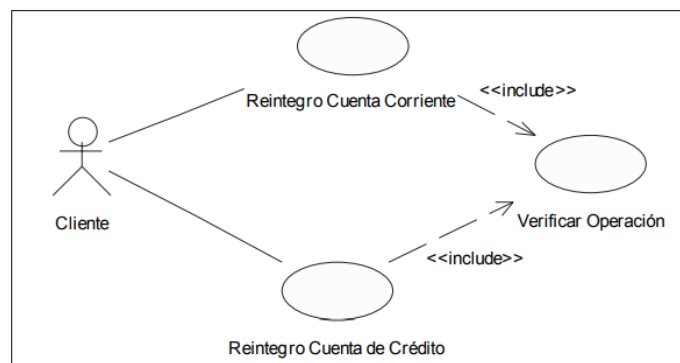 Reintegro Cuenta Corriente
<<include>>
Cliente
Verificar Operación
<<include>>
Reintegro Cuenta de Crédito